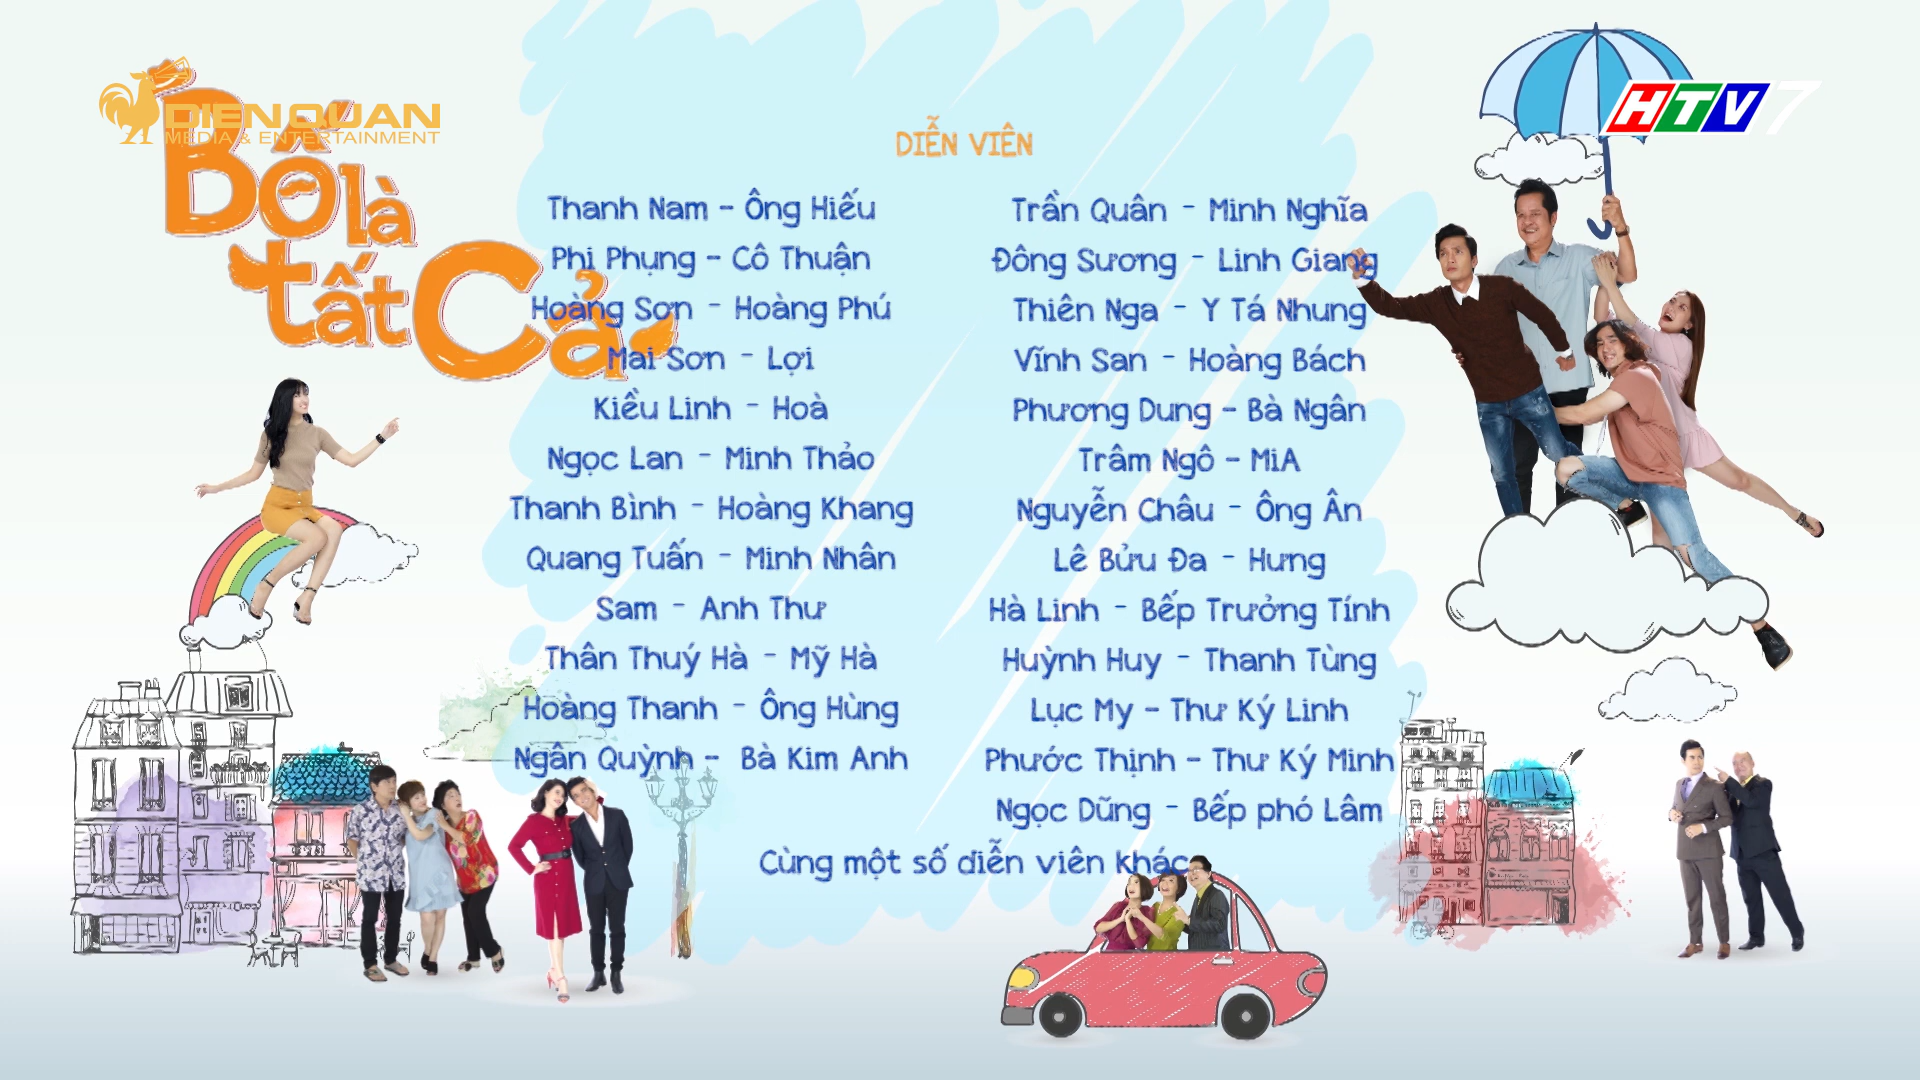 DIEN QUAN
MEDIA & ENTERTAINMENT
Bố là
tất Cả
HTV7
DIỄN VIÊN
Thanh Nam - Ông Hiếu
Phi Phụng - Cô Thuận
Hoàng Sơn - Hoàng Phú
Mai Sơn - Lợi
Kiều Linh - Hoà
Ngọc Lan - Minh Thảo
Thanh Bình - Hoàng Khang
Quang Tuấn - Minh Nhân
Sam - Anh Thư
Thân Thuý Hà - Mỹ Hà
Hoàng Thanh - Ông Hùng
Ngân Quỳnh - Bà Kim Anh
Trần Quân - Minh Nghĩa
Đông Sương - Linh Giang
Thiên Nga - Y Tá Nhung
Vĩnh San - Hoàng Bách
Phương Dung - Bà Ngân
Trâm Ngô - MiA
Nguyễn Châu - Ông Ân
Lê Bửu Đa - Hưng
Hà Linh - Bếp Trưởng Tính
Huỳnh Huy - Thanh Tùng
Lục My - Thư Ký Linh
Phước Thịnh - Thư Ký Minh
Ngọc Dũng - Bếp phó Lâm
Cùng một số diễn viên khác